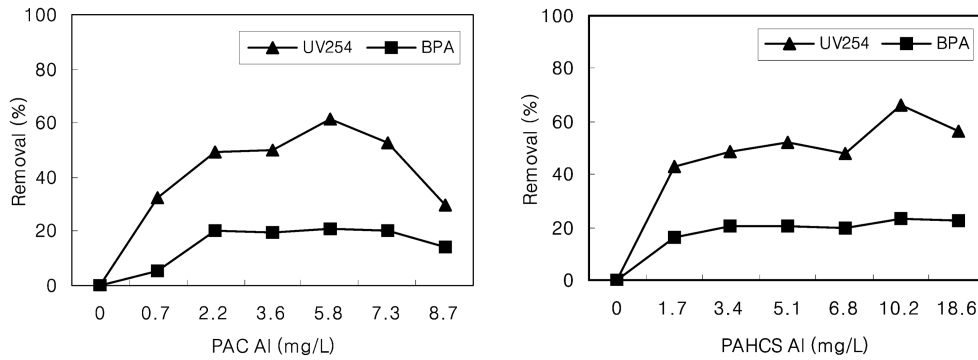 100
80
60
40
20
0
Removal (%)
UV254
BPA
0 0.7 2.2 3.6 5.8 7.3 8.7
PAC Al (mg/L)
100
80
60
40
20
0
Removal (%)
UV254
BPA
0 1.7 3.4 5.1 6.8 10.2 18.6
PAHCS Al (mg/L)